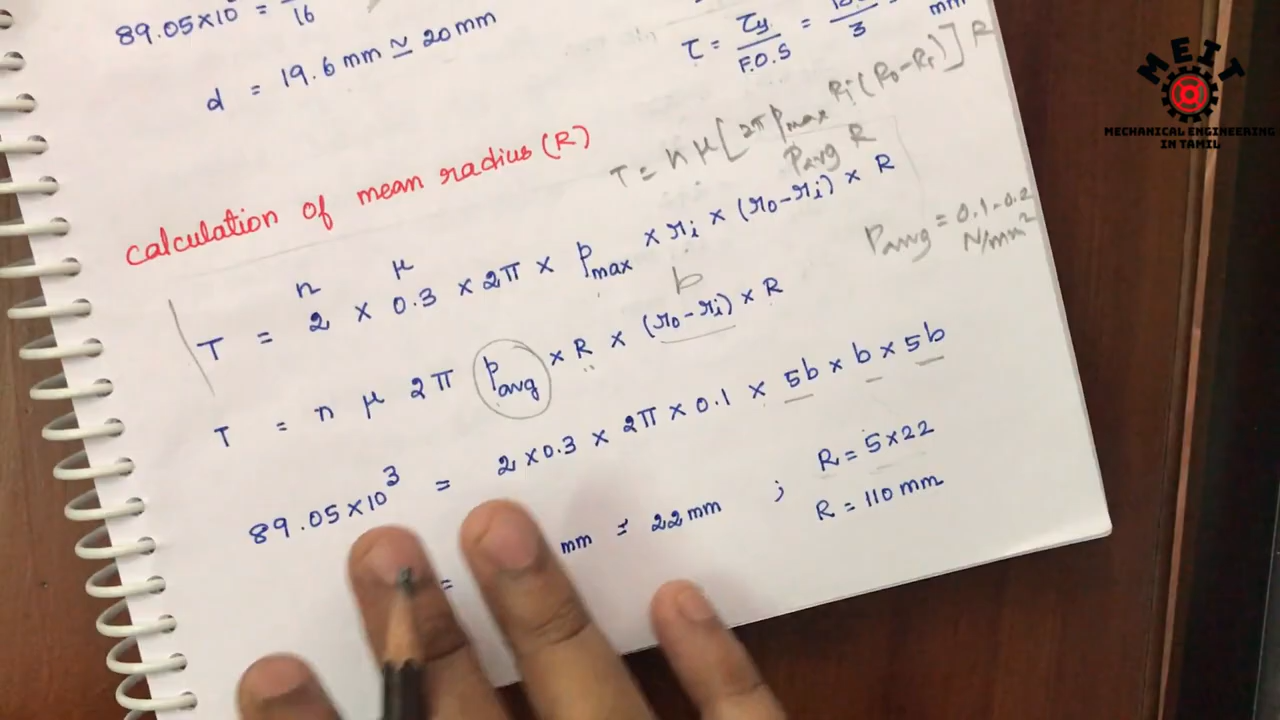 89.05×10 = 
16
d = 19.6 mm ≃ 20mm
τ = τy/F.O.S = /3
mm
MEIT
MECHANICAL ENGINEERING
IN TAMIL
calculation of mean radius (R)
T = n μ [2π Pmax Ri (Ro-Ri)] R
Pavg R
n μ
T = 2 × 0.3 × 2π × Pmax × ri × (ro-ri) × R
b
Pavg = 0.1-0.2
N/mm²
T = n μ 2π Pavg × R × (ro-ri) × R
89.05×10³ = 2×0.3 × 2π × 0.1 × 5b × b × 5b
= mm ≃ 22mm ; R = 5×22
R = 110 mm